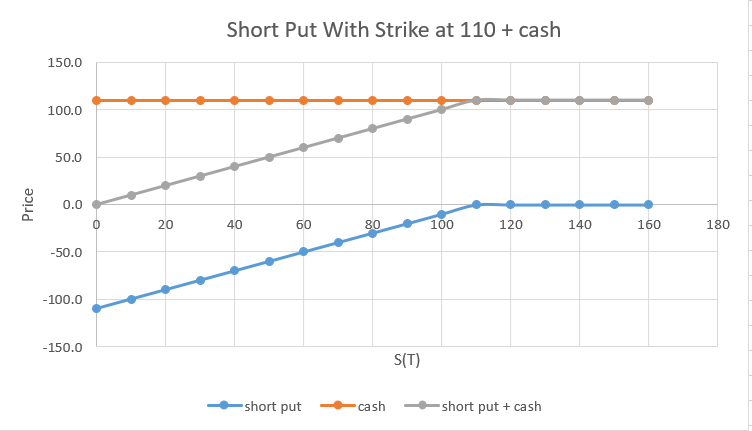 Short Put With Strike at 110 + cash
150.0
100.0
50.0
0.0
-50.0
-100.0
-150.0
Price
0 20 40 60 80 100 120 140 160 180
S(T)
short put cash short put + cash